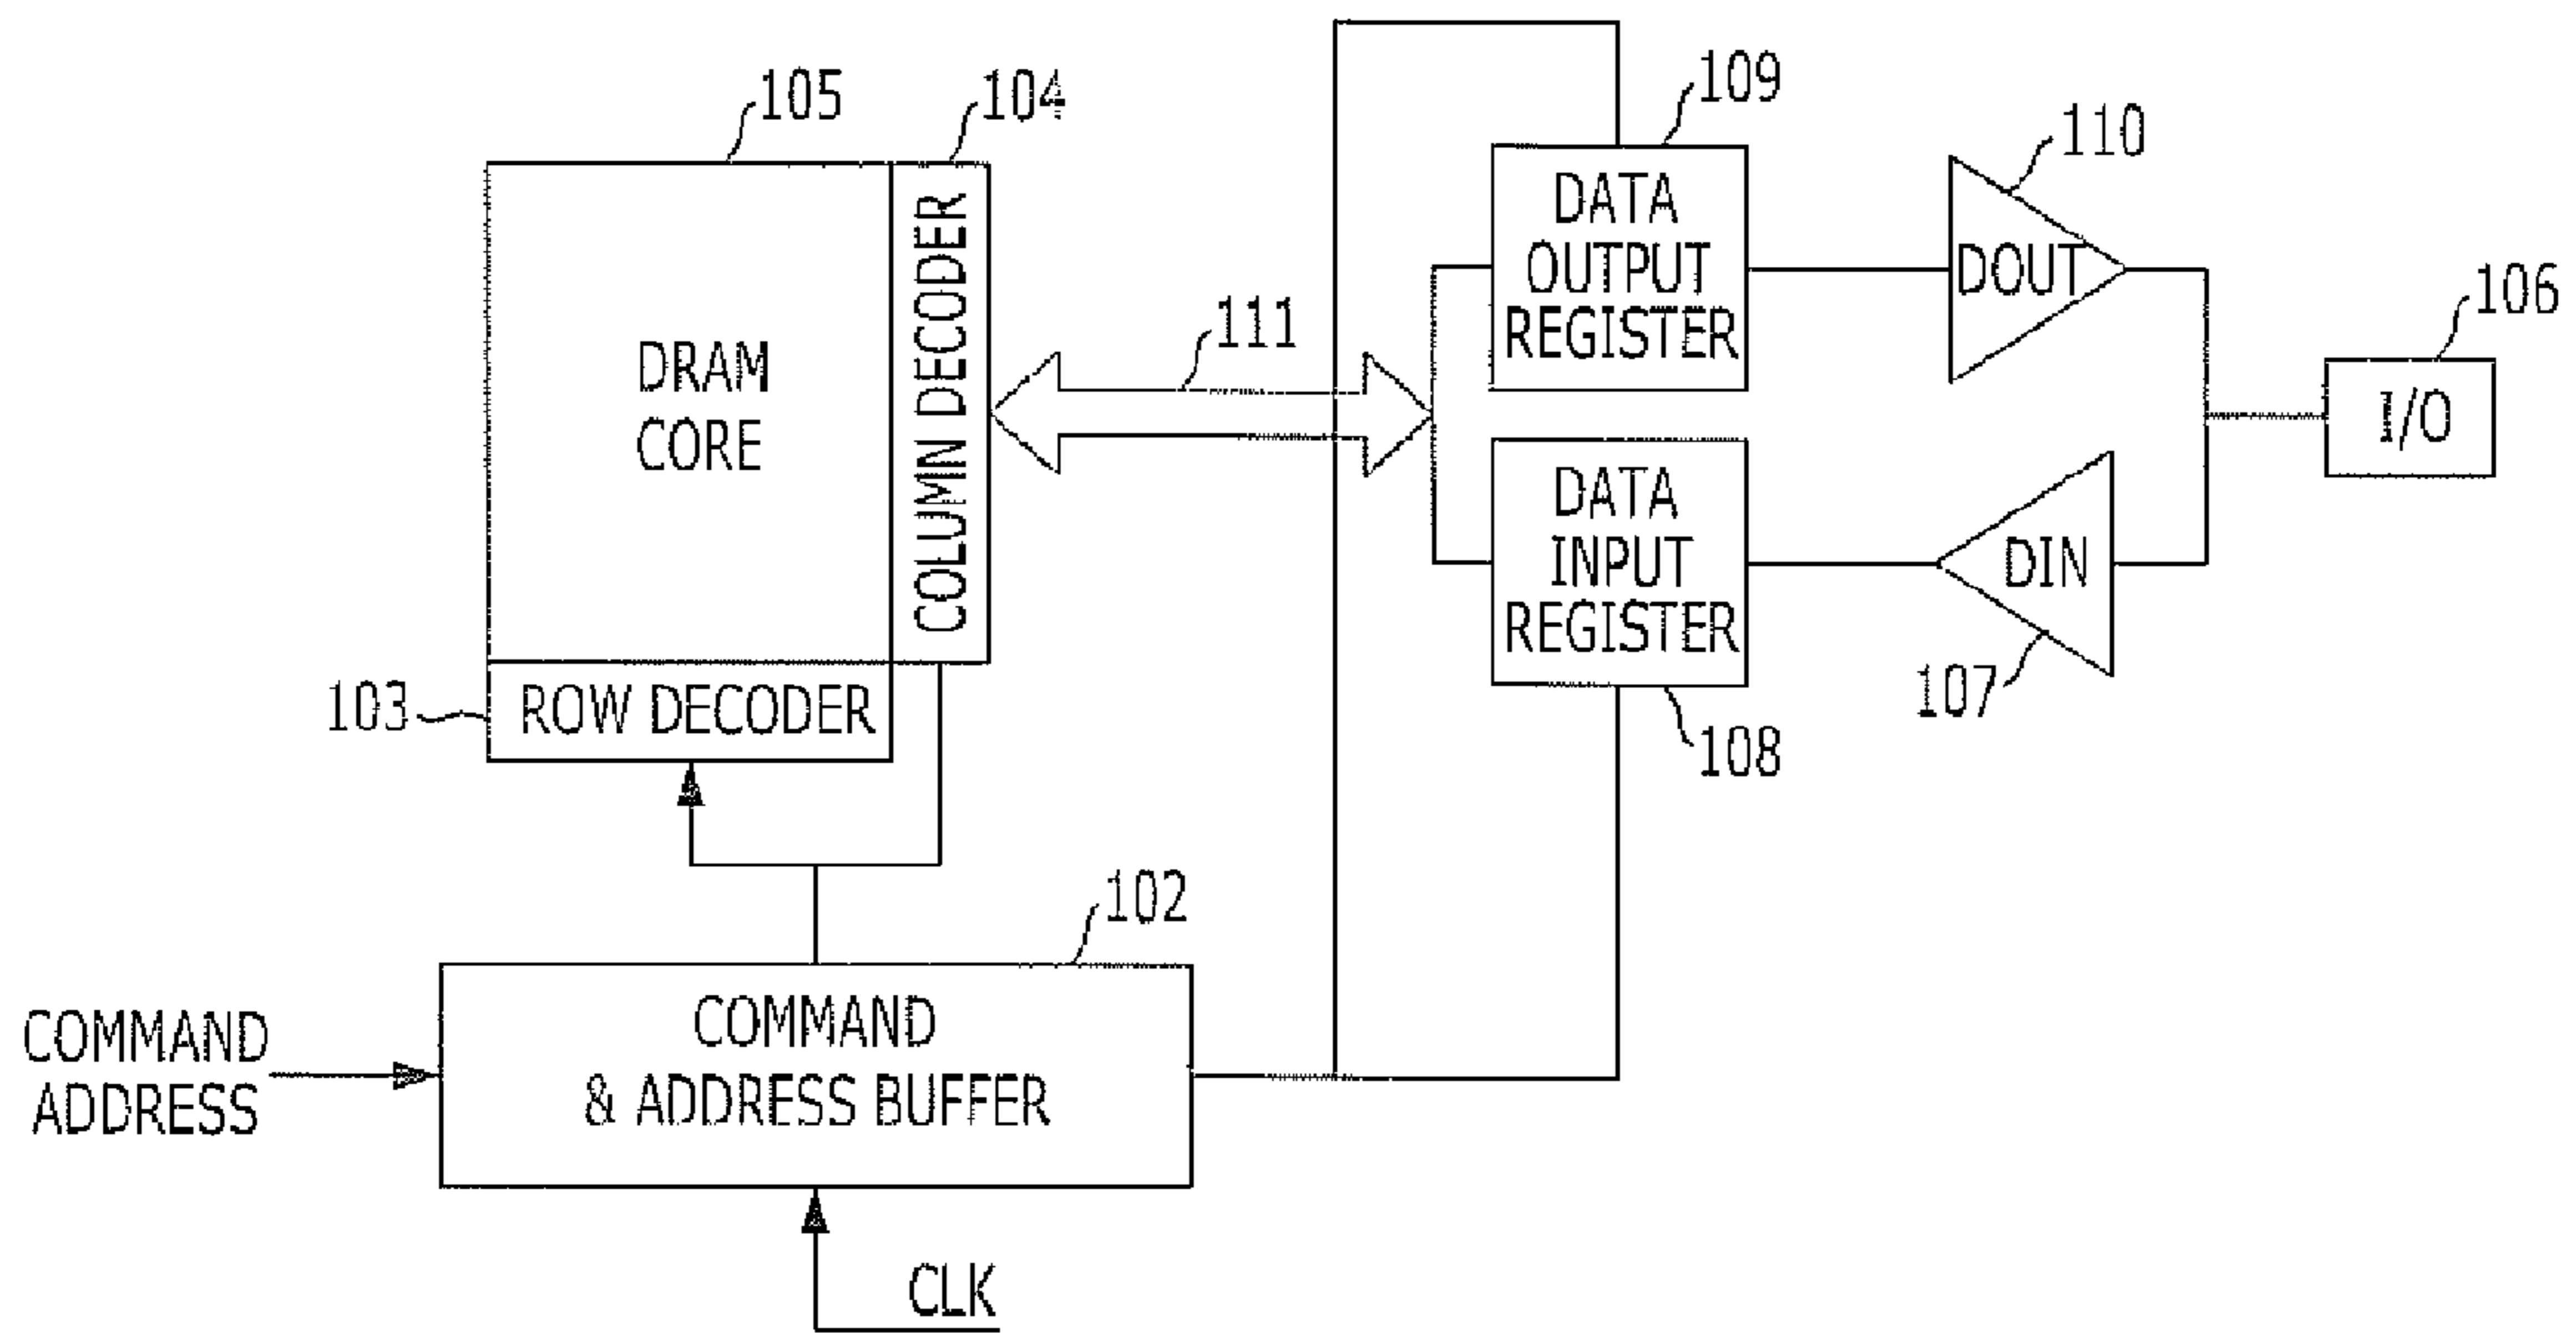 109
105
104
110
DATA
OUTPUT
REGISTER
DOUT
COLUMN DECODER
106
111
DRAM
CORE
I/O
DATA
INPUT
REGISTER
DIN
103
ROW DECODER
107
108
102
COMMAND
ADDRESS
COMMAND
& ADDRESS BUFFER
CLK